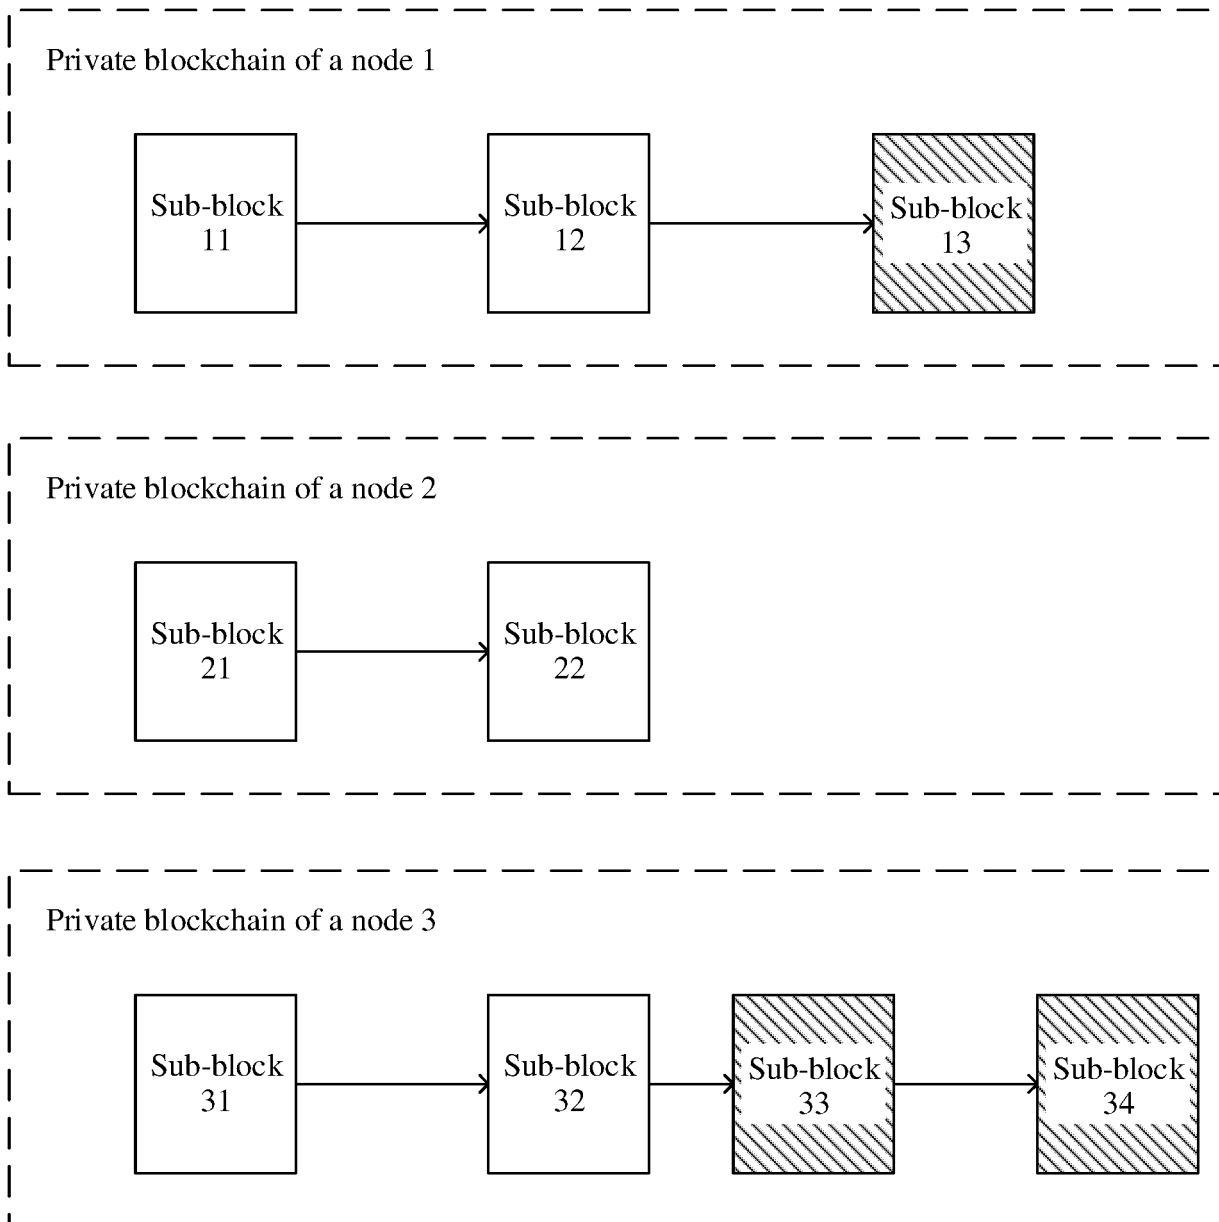 Private blockchain of a node 1
Sub-block
11
Sub-block
12
Sub-block
13
Private blockchain of a node 2
Sub-block
21
Sub-block
22
Private blockchain of a node 3
Sub-block
31
Sub-block
32
Sub-block
33
Sub-block
34